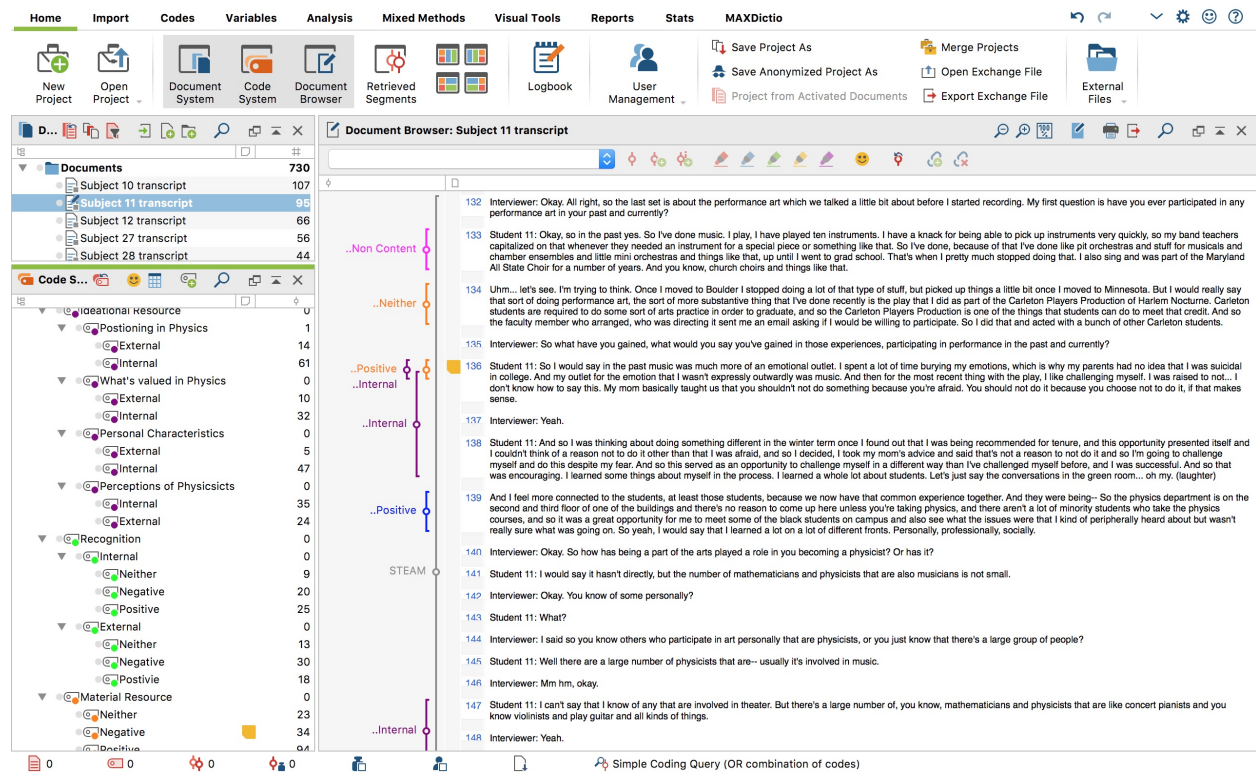 Home Import Codes Variables Analysis Mixed Methods Visual Tools Reports Stats MAXDictio
New Project
Open Project
Document System
Code System
Document Browser
Retrieved Segments
Logbook
User Management
Save Project As
Save Anonymized Project As
Project from Activated Documents
Merge Projects
Open Exchange File
Export Exchange File
External Files
D...
#
Documents 730
Subject 10 transcript 107
Subject 11 transcript 95
Subject 12 transcript 66
Subject 27 transcript 56
Subject 28 transcript 44
Code S...
Ideational Resource 0
Postioning in Physics 1
External 14
Internal 61
What's valued in Physics 0
External 10
Internal 32
Personal Characteristics 0
External 5
Internal 47
Perceptions of Physicsicts 0
Internal 35
External 24
Recognition 0
Internal 0
Neither 9
Negative 20
Positive 25
External 0
Neither 13
Negative 30
Postivie 18
Material Resource 0
Neither 23
Negative 34
Positive 94
Document Browser: Subject 11 transcript
100 %
..Non Content
..Neither
..Positive
..Internal
..Internal
..Positive
STEAM
..Internal
132 Interviewer: Okay. All right, so the last set is about the performance art which we talked a little bit about before I started recording. My first question is have you ever participated in any
performance art in your past and currently?
133 Student 11: Okay, so in the past yes. So I've done music. I play, I have played ten instruments. I have a knack for being able to pick up instruments very quickly, so my band teachers
capitalized on that whenever they needed an instrument for a special piece or something like that. So I've done, because of that I've done like pit orchestras and stuff for musicals and
chamber ensembles and little mini orchestras and things like that, up until I went to grad school. That's when I pretty much stopped doing that. I also sing and was part of the Maryland
All State Choir for a number of years. And you know, church choirs and things like that.
134 Uhm... let's see. I'm trying to think. Once I moved to Boulder I stopped doing a lot of that type of stuff, but picked up things a little bit once I moved to Minnesota. But I would really say
that sort of doing performance art, the sort of more substantive thing that I've done recently is the play that I did as part of the Carleton Players Production of Harlem Nocturne. Carleton
students are required to do some sort of arts practice in order to graduate, and so the Carleton Players Production is one of the things that students can do to meet that credit. And so
the faculty member who arranged, who was directing it sent me an email asking if I would be willing to participate. So I did that and acted with a bunch of other Carleton students.
135 Interviewer: So what have you gained, what would you say you've gained in those experiences, participating in performance in the past and currently?
136 Student 11: So I would say in the past music was much more of an emotional outlet. I spent a lot of time burying my emotions, which is why my parents had no idea that I was suicidal
in college. And my outlet for the emotion that I wasn't expressly outwardly was music. And then for the most recent thing with the play, I like challenging myself. I was raised to not... I
don't know how to say this. My mom basically taught us that you shouldn't not do something because you're afraid. You should not do it because you choose not to do it, if that makes
sense.
137 Interviewer: Yeah.
138 Student 11: And so I was thinking about doing something different in the winter term once I found out that I was being recommended for tenure, and this opportunity presented itself and
I couldn't think of a reason not to do it other than that I was afraid, and so I decided, I took my mom's advice and said that's not a reason to not do it and so I'm going to challenge
myself and do this despite my fear. And so this served as an opportunity to challenge myself in a different way than I've challenged myself before, and I was successful. And so that
was encouraging. I learned some things about myself in the process. I learned a whole lot about students. Let's just say the conversations in the green room... oh my. (laughter)
139 And I feel more connected to the students, at least those students, because we now have that common experience together. And they were being-- So the physics department is on the
second and third floor of one of the buildings and there's no reason to come up here unless you're taking physics, and there aren't a lot of minority students who take the physics
courses, and so it was a great opportunity for me to meet some of the black students on campus and also see what the issues were that I kind of peripherally heard about but wasn't
really sure what was going on. So yeah, I would say that I learned a lot on a lot of different fronts. Personally, professionally, socially.
140 Interviewer: Okay. So how has being a part of the arts played a role in you becoming a physicist? Or has it?
141 Student 11: I would say it hasn't directly, but the number of mathematicians and physicists that are also musicians is not small.
142 Interviewer: Okay. You know of some personally?
143 Student 11: What?
144 Interviewer: I said so you know others who participate in art personally that are physicists, or you just know that there's a large group of people?
145 Student 11: Well there are a large number of physicists that are-- usually it's involved in music.
146 Interviewer: Mm hm, okay.
147 Student 11: I can't say that I know of any that are involved in theater. But there's a large number of, you know, mathematicians and physicists that are like concert pianists and you
know violinists and play guitar and all kinds of things.
148 Interviewer: Yeah.
0 0 0 0 Simple Coding Query (OR combination of codes)